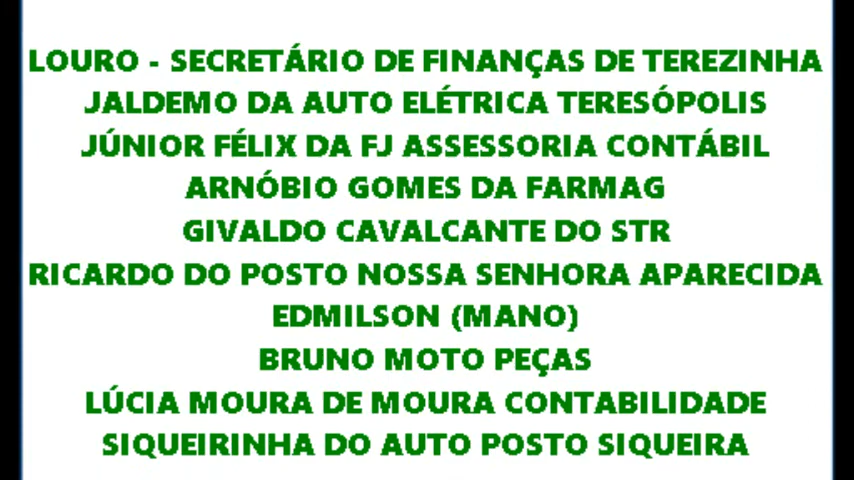 LOURO - SECRETÁRIO DE FINANÇAS DE TEREZINHA
JALDEMO DA AUTO ELÉTRICA TERESÓPOLIS
JÚNIOR FÉLIX DA FJ ASSESSORIA CONTÁBIL
ARNÓBIO GOMES DA FARMAG
GIVALDO CAVALCANTE DO STR
RICARDO DO POSTO NOSSA SENHORA APARECIDA
EDMILSON (MANO)
BRUNO MOTO PEÇAS
LÚCIA MOURA DE MOURA CONTABILIDADE
SIQUEIRINHA DO AUTO POSTO SIQUEIRA